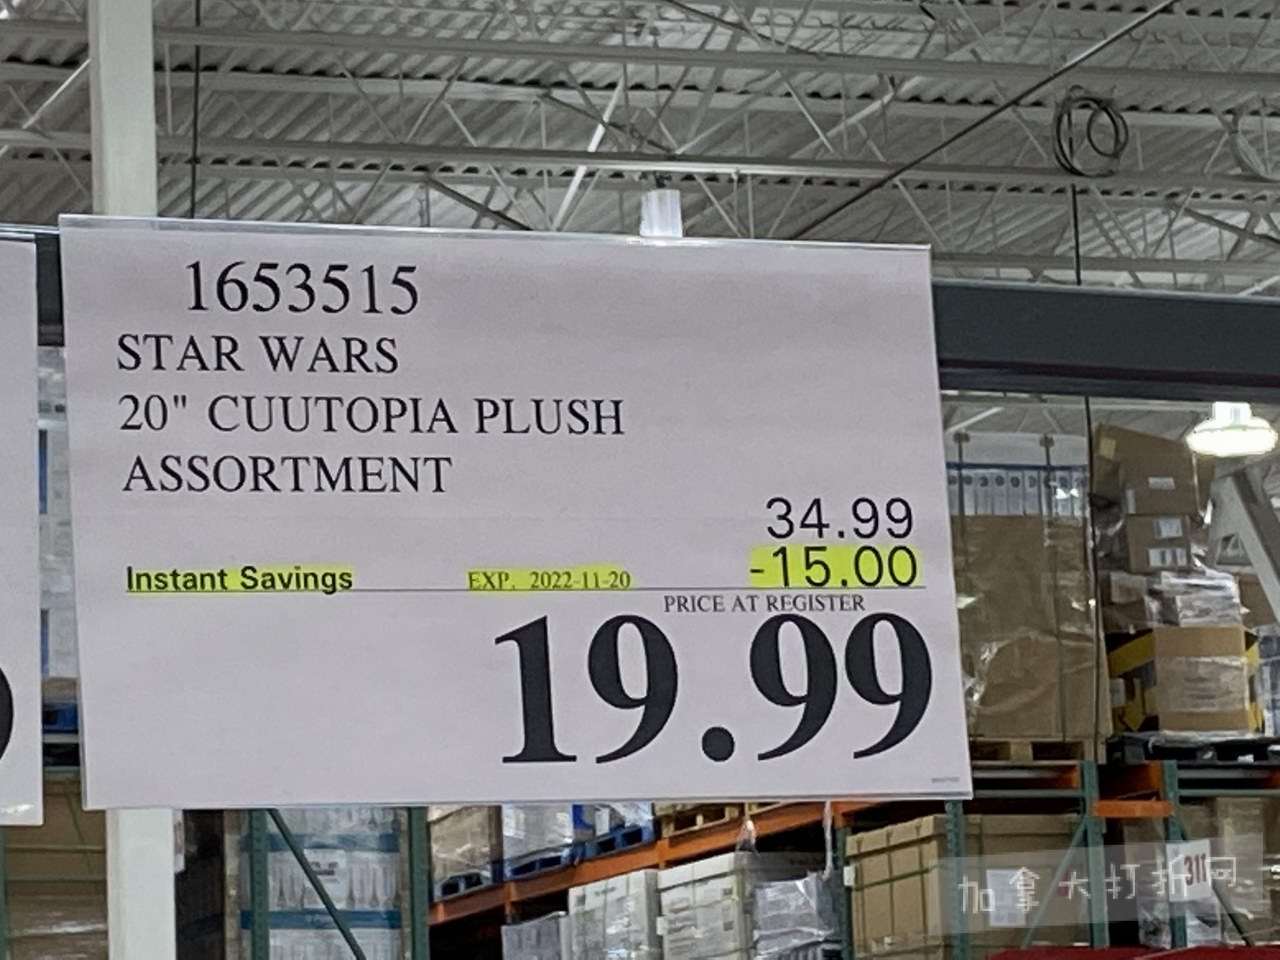 1653515
STAR WARS
20" CUUTOPIA PLUSH
ASSORTMENT
34.99
Instant Savings EXP. 2022-11-20 -15.00
PRICE AT REGISTER
19.99
311
加拿大打折网